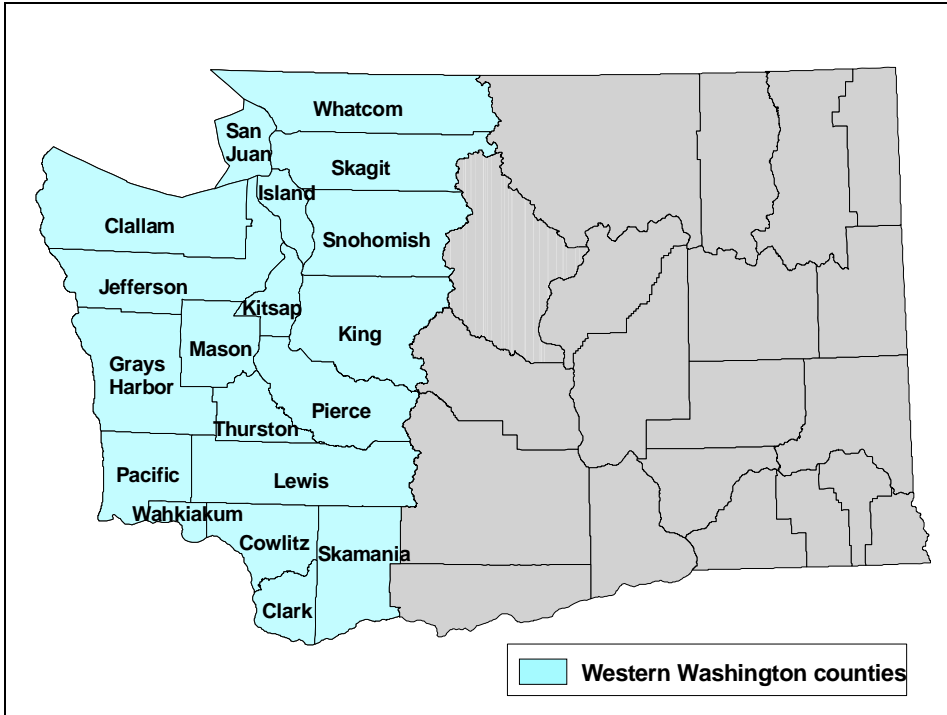 Whatcom
San
Juan
Skagit
Island
Clallam
Snohomish
Jefferson
Kitsap
King
Mason
Grays
Harbor
Pierce
Thurston
Pacific
Lewis
Wahkiakum
Cowlitz
Skamania
Clark
Western Washington counties